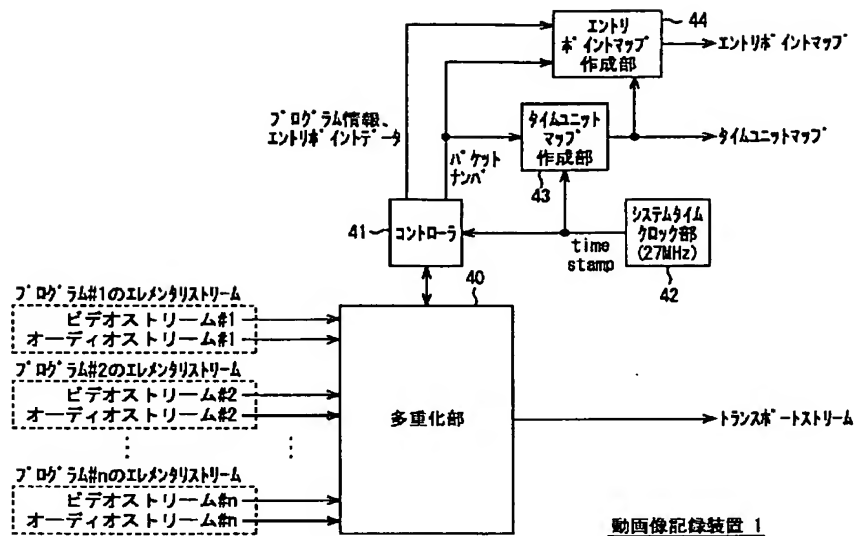 エントリ
ポイントマップ
作成部
44
エントリポイントマップ
プログラム情報、
エントリポイントデータ
パケット
ナンバ
タイムユニット
マップ
作成部
43
タイムユニットマップ
41
コントローラ
time
stamp
システムタイム
クロック部
(27MHz)
42
40
プログラム#1のエレメンタリストリーム
ビデオストリーム#1
オーディオストリーム#1
プログラム#2のエレメンタリストリーム
ビデオストリーム#2
オーディオストリーム#2
プログラム#nのエレメンタリストリーム
ビデオストリーム#n
オーディオストリーム#n
多重化部
トランスポートストリーム
動画像記録装置 1